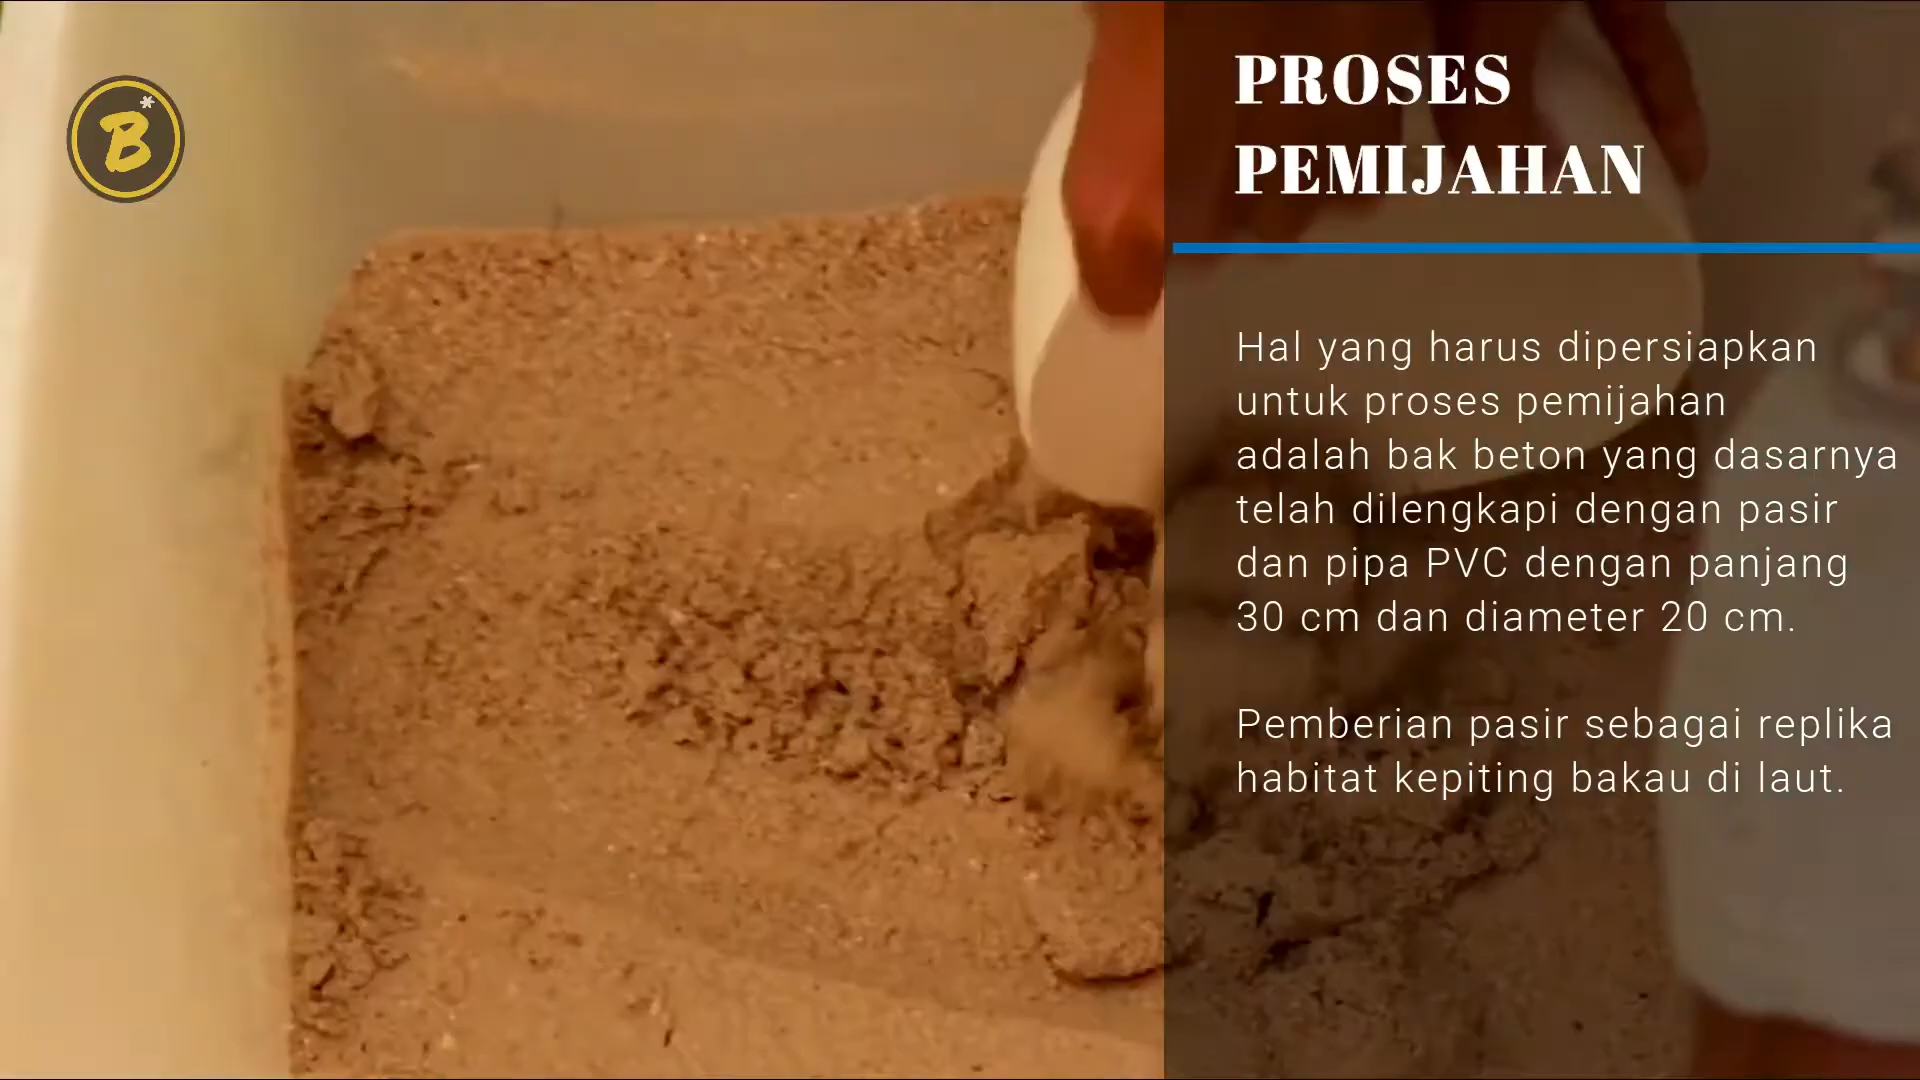 B*
PROSES
PEMIJAHAN
Hal yang harus dipersiapkan
untuk proses pemijahan
adalah bak beton yang dasarnya
telah dilengkapi dengan pasir
dan pipa PVC dengan panjang
30 cm dan diameter 20 cm.
Pemberian pasir sebagai replika
habitat kepiting bakau di laut.